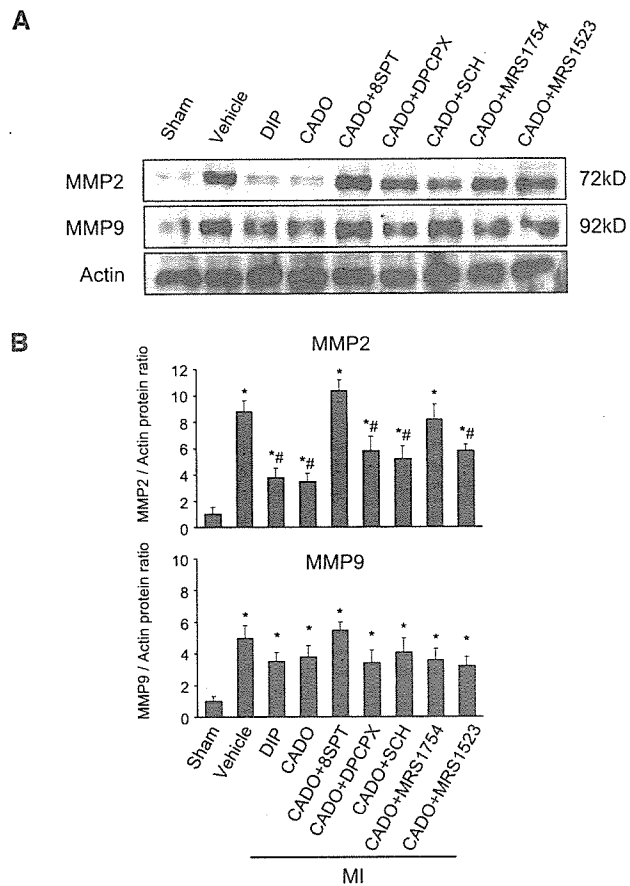 A
Sham
Vehicle
DIP
CADO
CADO+8SPT
CADO+DPCPX
CADO+SCH
CADO+MRS1754
CADO+MRS1523
MMP2
72kD
MMP9
92kD
Actin
B
MMP2
MMP2 / Actin protein ratio
12
10
8
6
4
2
0
*
*#
*#
*
*#
*#
*
*#
MMP9
MMP9 / Actin protein ratio
10
8
6
4
2
0
*
*
*
*
*
*
*
*
Sham
Vehicle
DIP
CADO
CADO+8SPT
CADO+DPCPX
CADO+SCH
CADO+MRS1754
CADO+MRS1523
MI